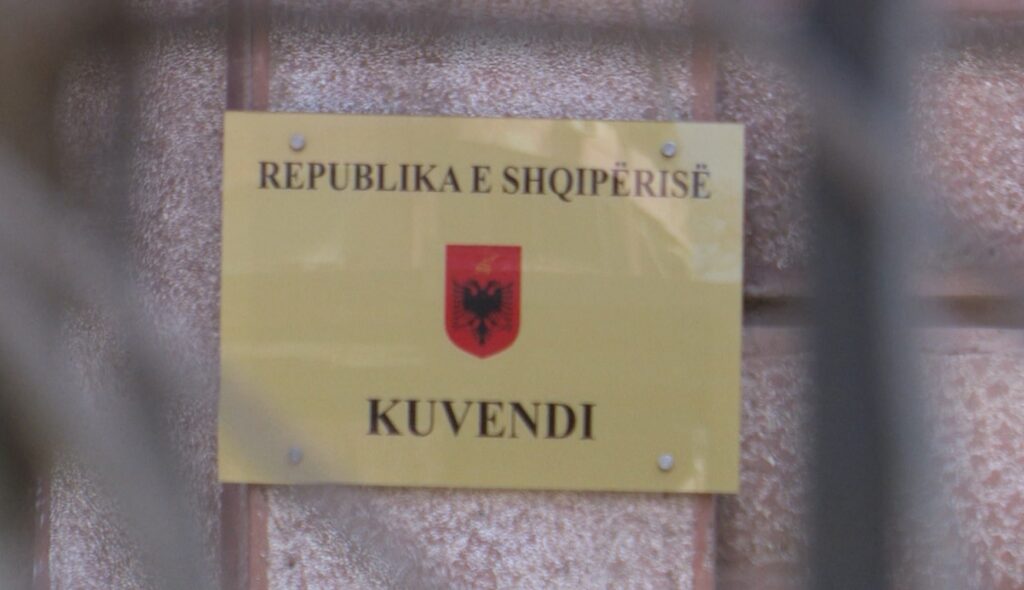 REPUBLIKA E SHQIPËRISË
KUVENDI